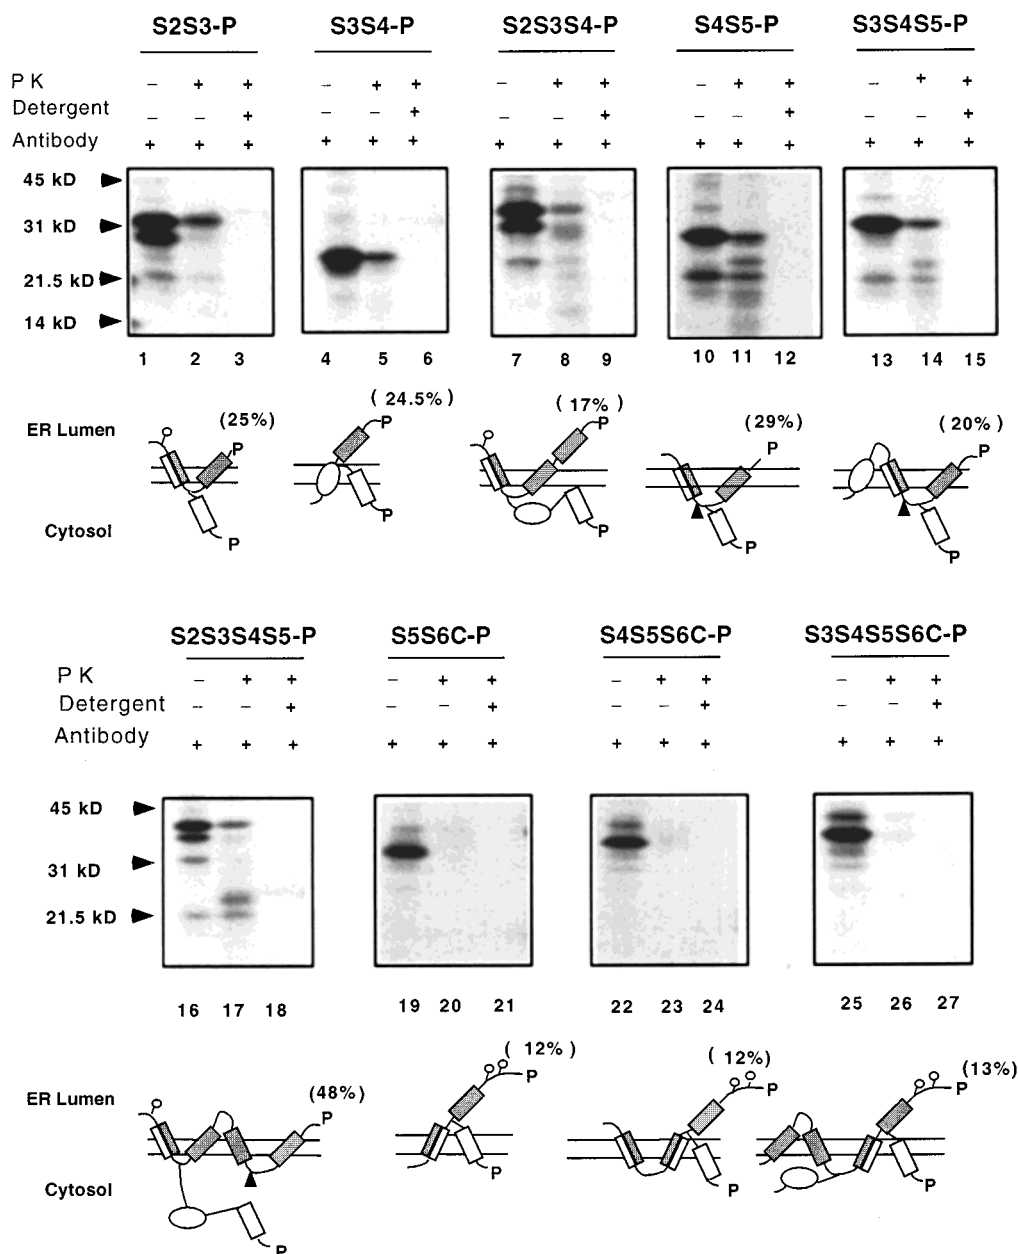 S2S3-P S3S4-P S2S3S4-P S4S5-P S3S4S5-P
P K – + + – + + – + + – + + – + +
Detergent – – + – – + – – + – – + – – +
Antibody + + + + + + + + + + + + + + +
45 kD
31 kD
21.5 kD
14 kD
1 2 3 4 5 6 7 8 9 10 11 12 13 14 15
(25%) (24.5%) (17%) (29%) (20%)
ER Lumen P P P P P
Cytosol P P P P P
S2S3S4S5-P S5S6C-P S4S5S6C-P S3S4S5S6C-P
P K – + + – + + – + + – + +
Detergent – – + – – + – – + – – +
Antibody + + + + + + + + + + + +
45 kD
31 kD
21.5 kD
16 17 18 19 20 21 22 23 24 25 26 27
(48%) (12%) (12%) (13%)
ER Lumen P P P P
Cytosol P P P P